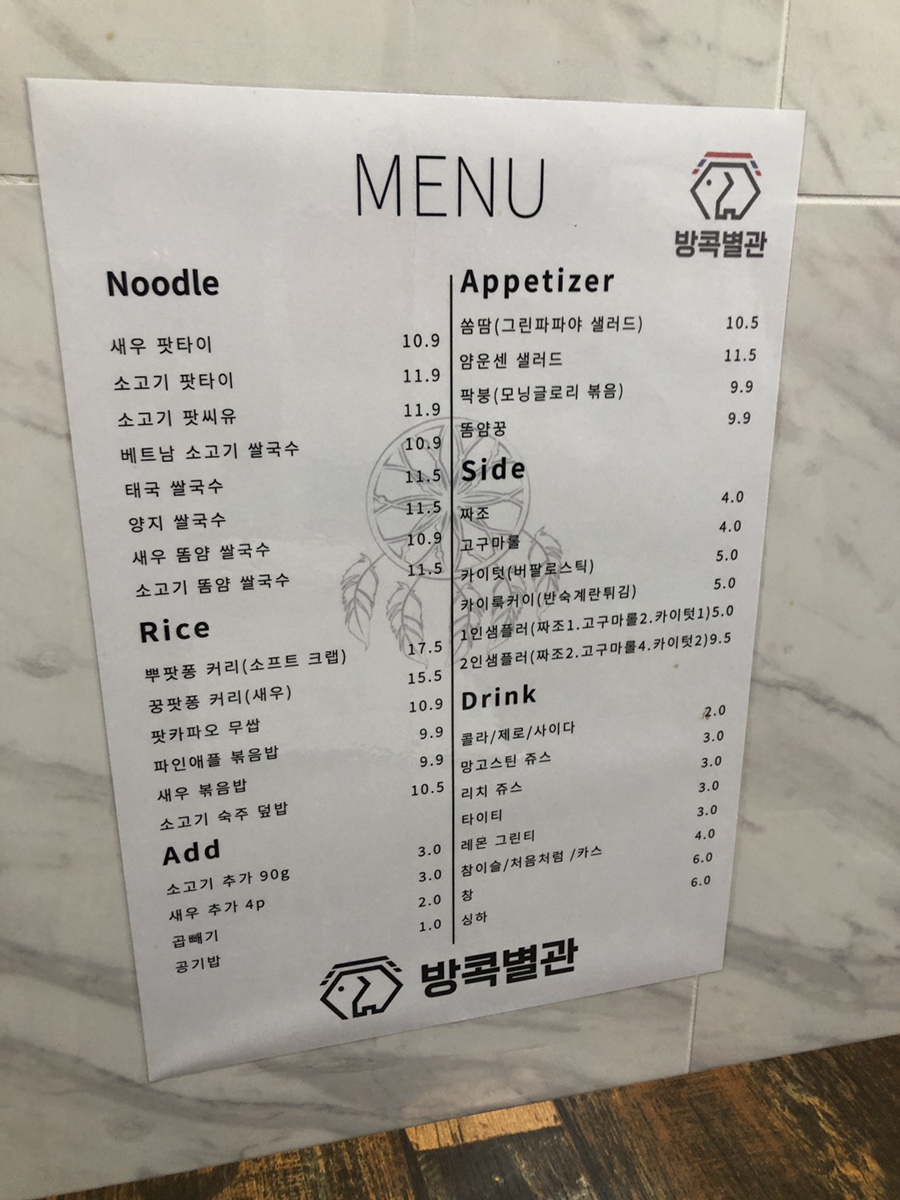 MENU
방콕별관
Noodle
새우 팟타이 10.9
소고기 팟타이 11.9
소고기 팟씨유 11.9
베트남 소고기 쌀국수 10.9
태국 쌀국수 11.5
양지 쌀국수 11.5
새우 똠얌 쌀국수 10.9
소고기 똠얌 쌀국수 11.5
Rice
뿌팟퐁 커리(소프트 크랩) 17.5
꿍팟퐁 커리(새우) 15.5
팟카파오 무쌉 10.9
파인애플 볶음밥 9.9
새우 볶음밥 9.9
소고기 숙주 덮밥 10.5
Add
소고기 추가 90g 3.0
새우 추가 4p 3.0
곱빼기 2.0
공기밥 1.0
Appetizer
쏨땀(그린파파야 샐러드) 10.5
얌운센 샐러드 11.5
팍붕(모닝글로리 볶음) 9.9
똠얌꿍 9.9
Side
짜조 4.0
고구마롤 4.0
카이텃(버팔로스틱) 5.0
카이룩커이(반숙계란튀김) 5.0
1인샘플러(짜조1.고구마롤2.카이텃1)5.0
2인샘플러(짜조2.고구마롤4.카이텃2)9.5
Drink
콜라/제로/사이다 2.0
망고스틴 쥬스 3.0
리치 쥬스 3.0
타이티 3.0
레몬 그린티 3.0
참이슬/처음처럼 /카스 4.0
창 6.0
싱하 6.0
방콕별관